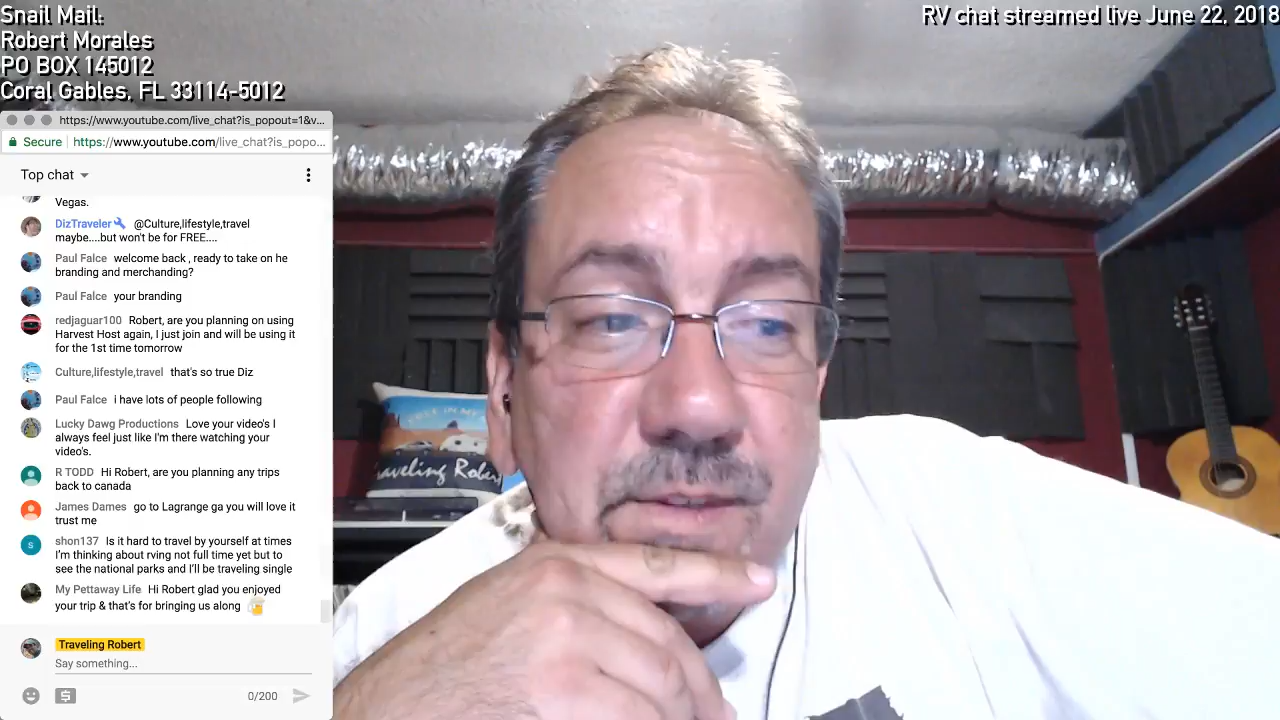 Snail Mail:
Robert Morales
PO BOX 145012
Coral Gables, FL 33114-5012
RV chat streamed live June 22, 2018
https://www.youtube.com/live_chat?is_popout=1&v...
Secure https://www.youtube.com/live_chat?is_popo...
Top chat
Vegas.
DizTraveler @Culture,lifestyle,travel
maybe....but won't be for FREE....
Paul Falce welcome back , ready to take on he
branding and merchanding?
Paul Falce your branding
redjaguar100 Robert, are you planning on using
Harvest Host again, I just join and will be using it
for the 1st time tomorrow
Culture,lifestyle,travel that's so true Diz
Paul Falce i have lots of people following
Lucky Dawg Productions Love your video's I
always feel just like I'm there watching your
video's.
R TODD Hi Robert, are you planning any trips
back to canada
James Dames go to Lagrange ga you will love it
trust me
S shon137 Is it hard to travel by yourself at times
I'm thinking about rving not full time yet but to
see the national parks and I'll be traveling single
My Pettaway Life Hi Robert glad you enjoyed
your trip & that's for bringing us along
Traveling Robert
Say something...
0/200
IN MY
raveling Rober